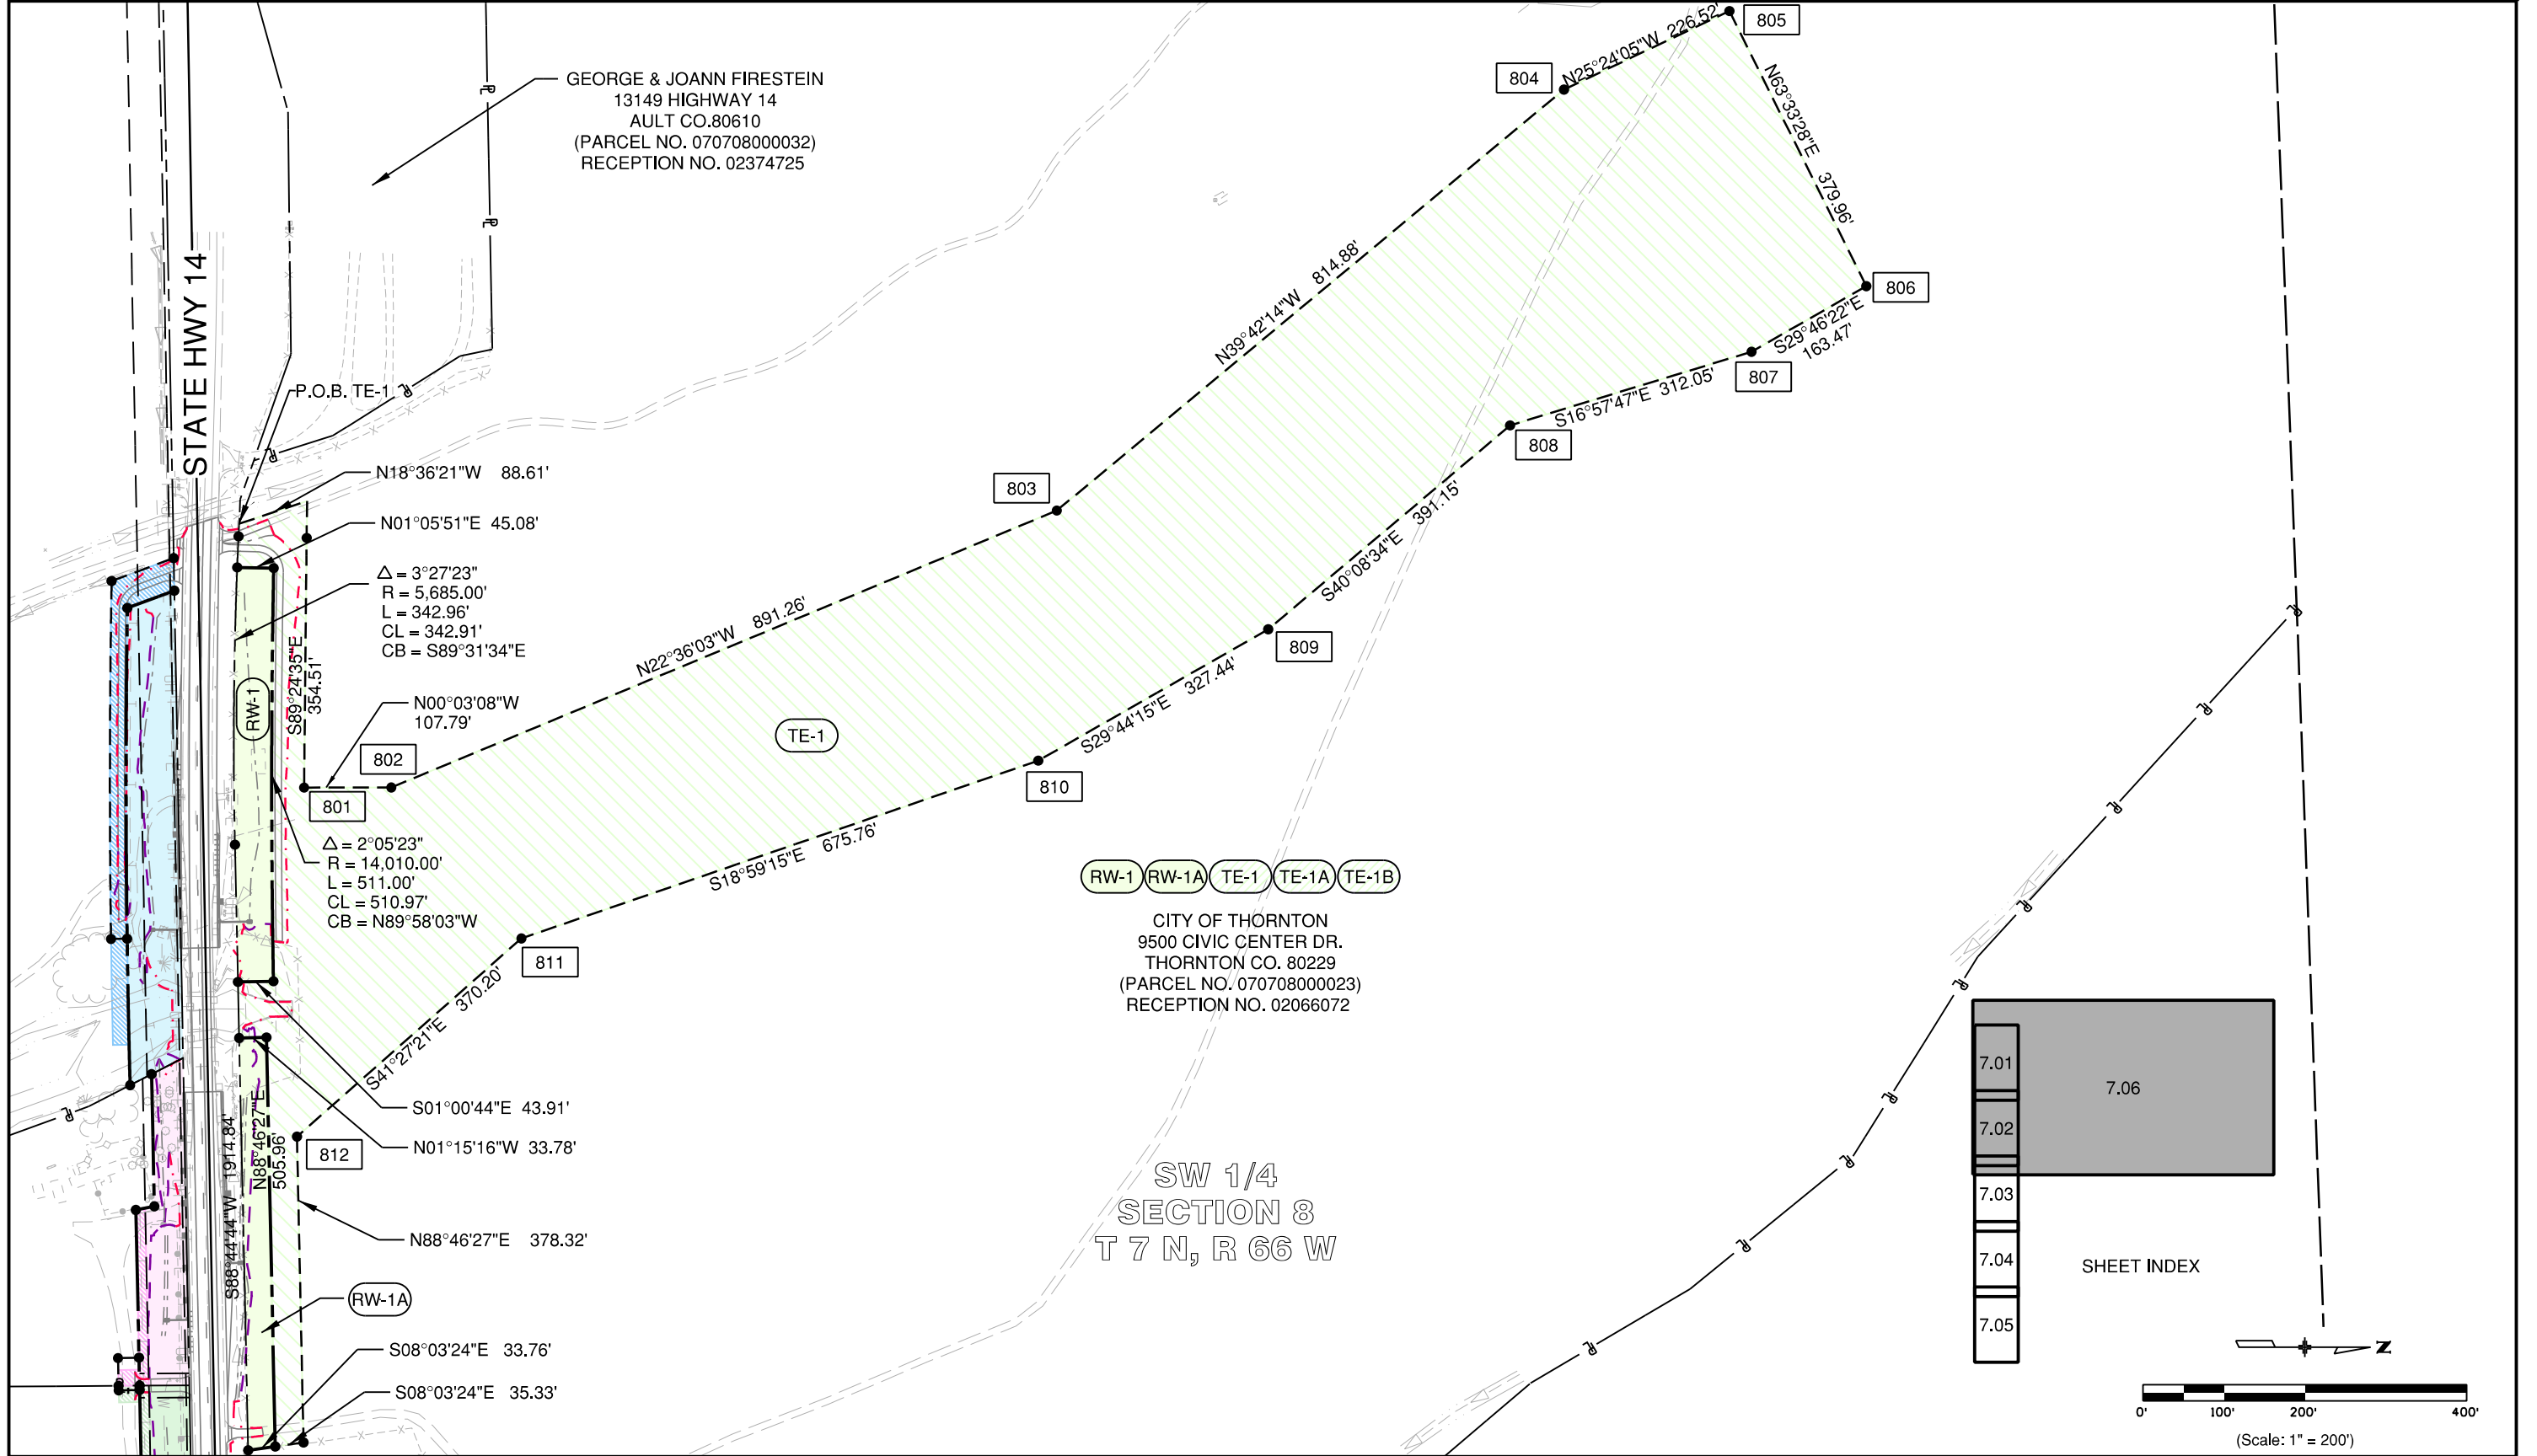 N25°24'05"W 226.52'
805
804
GEORGE & JOANN FIRESTEIN
13149 HIGHWAY 14
AULT CO.80610
(PARCEL NO. 070708000032)
RECEPTION NO. 02374725
N63°33'28"E 379.96'
STATE HWY 14
806
S29°46'22"E
163.47'
807
N39°42'14"W 814.88'
P.O.B. TE-1
S16°57'47"E 312.05'
808
N18°36'21"W 88.61'
803
N01°05'51"E 45.08'
S40°08'34"E 391.15'
Δ = 3°27'23"
R = 5,685.00'
L = 342.96'
CL = 342.91'
CB = S89°31'34"E
N22°36'03"W 891.26'
809
S89°24'35"E
354.51'
RW-1
N00°03'08"W
107.79'
S29°44'15"E 327.44'
TE-1
802
801
810
Δ = 2°05'23"
R = 14,010.00'
L = 511.00'
CL = 510.97'
CB = N89°58'03"W
S18°59'15"E 675.76'
RW-1 RW-1A TE-1 TE-1A TE-1B
CITY OF THORNTON
9500 CIVIC CENTER DR.
THORNTON CO. 80229
(PARCEL NO. 070708000023)
RECEPTION NO. 02066072
811
S41°27'21"E 370.20'
S01°00'44"E 43.91'
N01°15'16"W 33.78'
812
S88°44'44"W 1914.84'
N88°46'27"E
505.96'
SW 1/4
SECTION 8
T 7 N, R 66 W
N88°46'27"E 378.32'
RW-1A
S08°03'24"E 33.76'
S08°03'24"E 35.33'
7.01
7.06
7.02
7.03
7.04
7.05
SHEET INDEX
N
0' 100' 200' 400'
(Scale: 1" = 200')